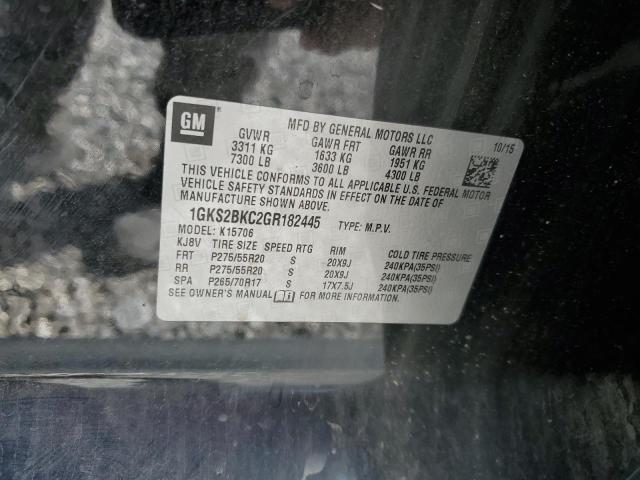 GM
MFD BY GENERAL MOTORS LLC 10/15
GVWR GAWR FRT GAWR RR
3311 KG 1633 KG 1951 KG
7300 LB 3600 LB 4300 LB
THIS VEHICLE CONFORMS TO ALL APPLICABLE U.S. FEDERAL MOTOR
VEHICLE SAFETY STANDARDS IN EFFECT ON THE DATE OF
MANUFACTURE SHOWN ABOVE.
1GKS2BKC2GR182445 TYPE: M.P.V.
MODEL: K15706
KJ8V TIRE SIZE SPEED RTG RIM COLD TIRE PRESSURE
FRT P275/55R20 S 20X9J 240KPA(35PSI)
RR P275/55R20 S 20X9J 240KPA(35PSI)
SPA P265/70R17 S 17X7.5J 240KPA(35PSI)
SEE OWNER'S MANUAL FOR MORE INFORMATION.